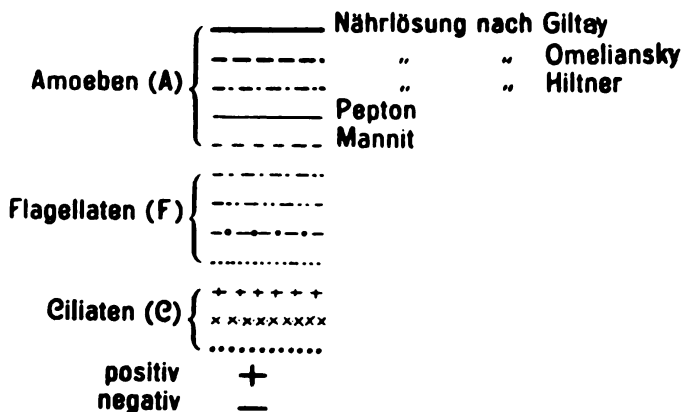 Nährlösung nach Giltay
„ „ Omeliansky
Amoeben (A)
„ „ Hiltner
Pepton
Mannit
Flagellaten (F)
Ciliaten (C)
positiv +
negativ —